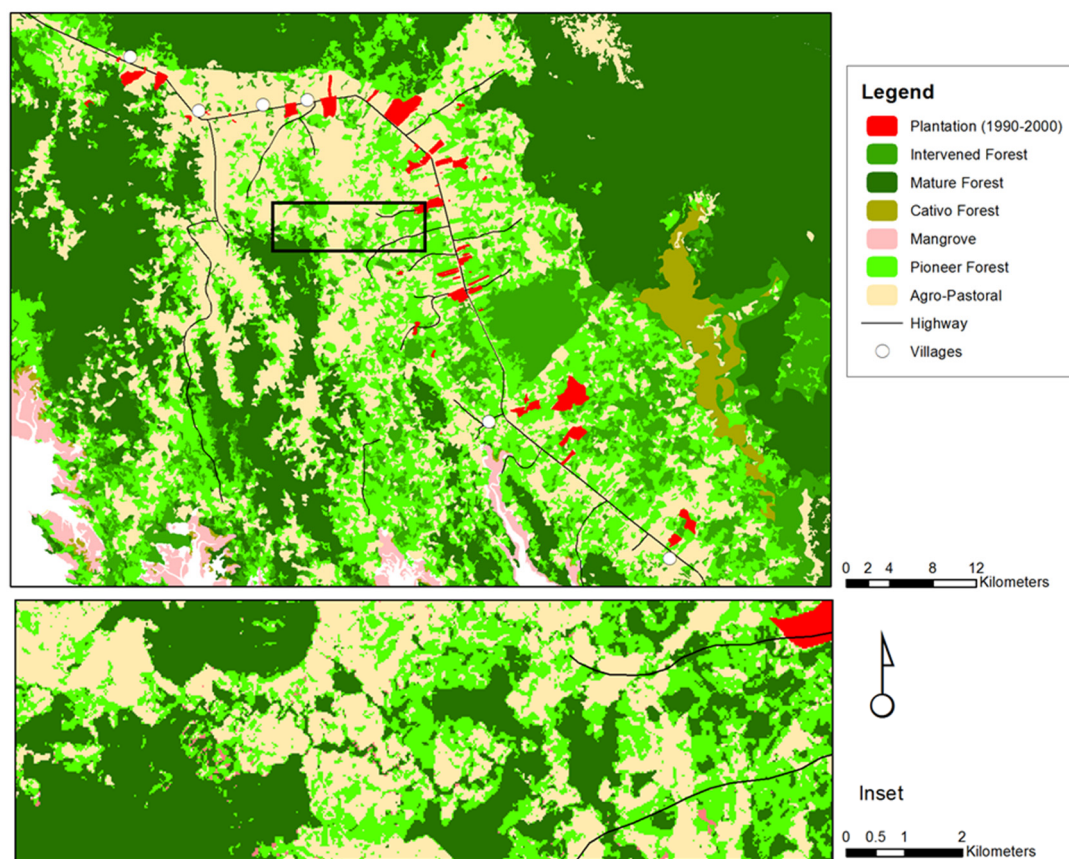 Legend
Plantation (1990-2000)
Intervened Forest
Mature Forest
Cativo Forest
Mangrove
Pioneer Forest
Agro-Pastoral
Highway
Villages
0 2 4 8 12
Kilometers
Inset
0 0.5 1 2
Kilometers